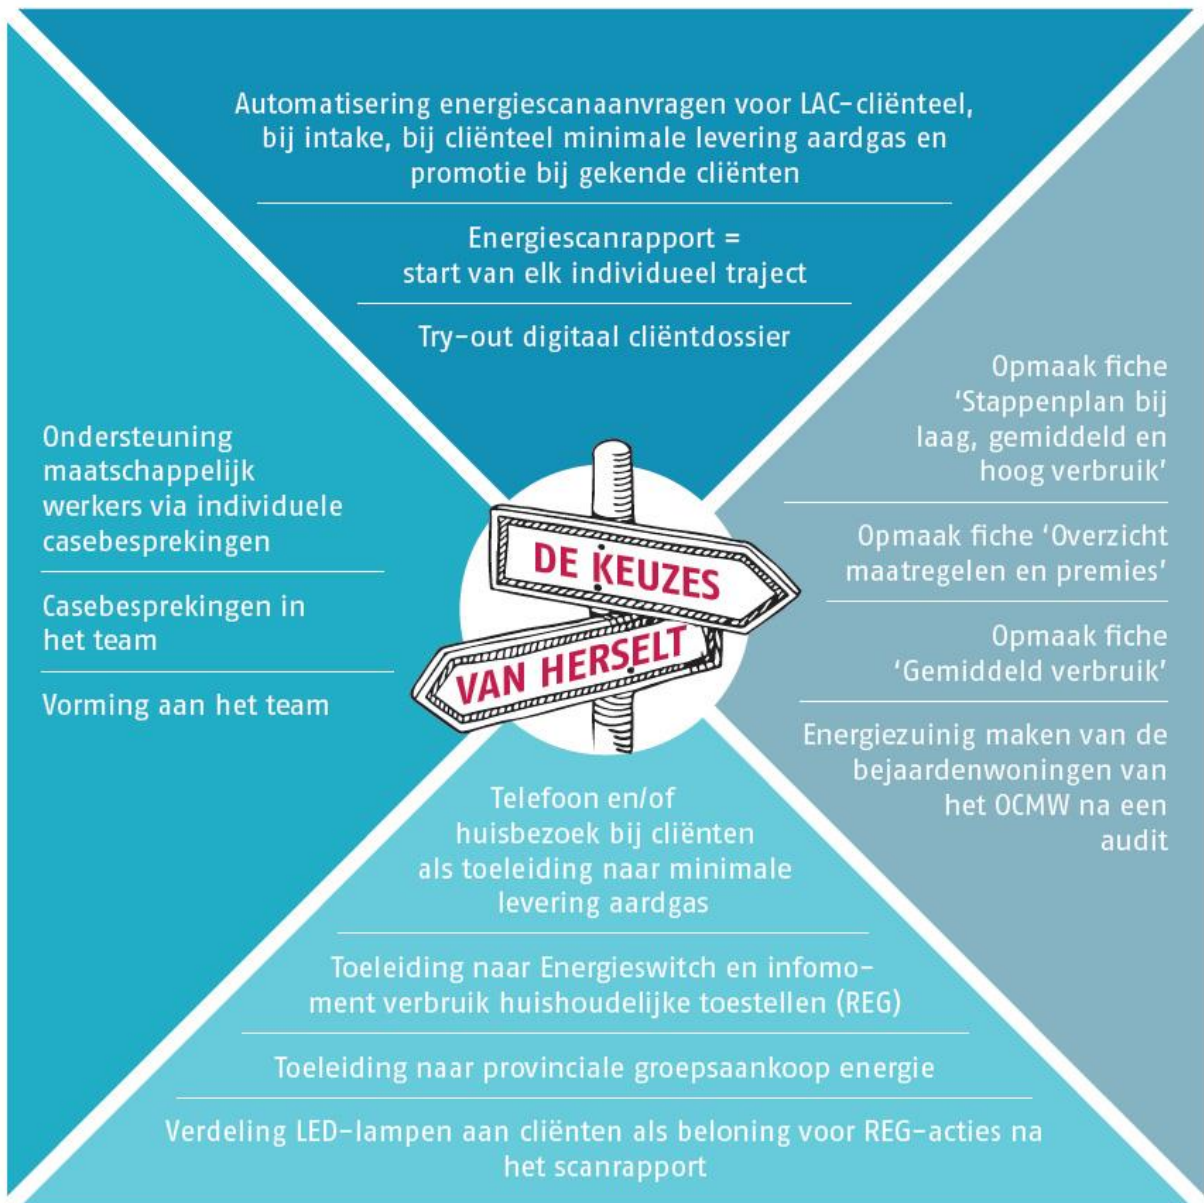 Automatisering energiescanaanvragen voor LAC-cliënteel,
bij intake, bij cliënteel minimale levering aardgas en
promotie bij gekende cliënten
Energiescanrapport =
start van elk individueel traject
Try-out digitaal cliëntdossier
Ondersteuning
maatschappelijk
werkers via individuele
casebesprekingen
Casebesprekingen in
het team
Vorming aan het team
DE KEUZES
VAN HERSELT
Opmaak fiche
‘Stappenplan bij
laag, gemiddeld en
hoog verbruik’
Opmaak fiche ‘Overzicht
maatregelen en premies’
Opmaak fiche
‘Gemiddeld verbruik’
Energiezuinig maken van de
bejaardenwoningen van
het OCMW na een
audit
Telefoon en/of
huisbezoek bij cliënten
als toeleiding naar minimale
levering aardgas
Toeleiding naar Energieswitch en infomo-
ment verbruik huishoudelijke toestellen (REG)
Toeleiding naar provinciale groepsaankoop energie
Verdeling LED-lampen aan cliënten als beloning voor REG-acties na
het scanrapport